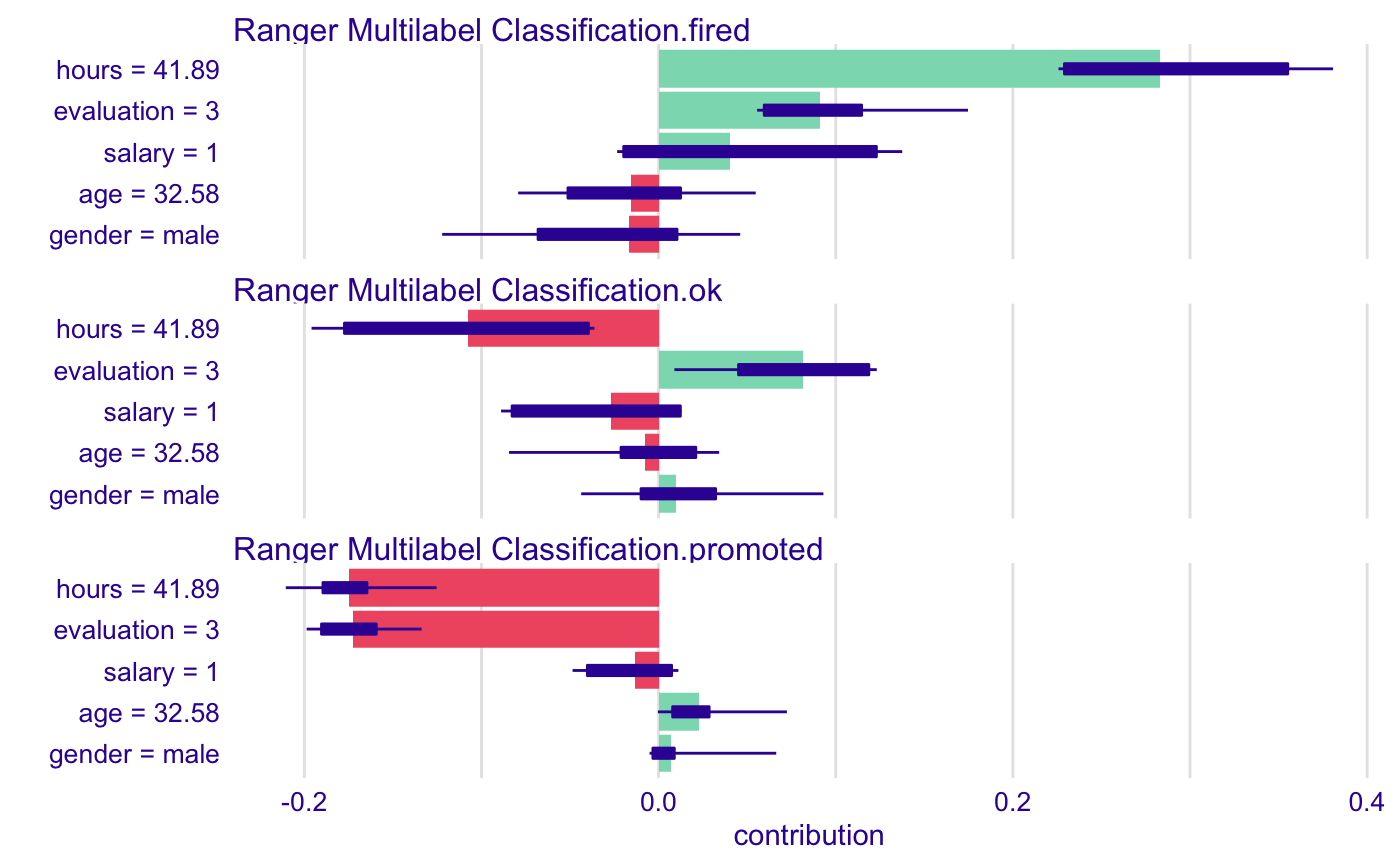 Ranger Multilabel Classification.fired
hours = 41.89
evaluation = 3
salary = 1
age = 32.58
gender = male
Ranger Multilabel Classification.ok
hours = 41.89
evaluation = 3
salary = 1
age = 32.58
gender = male
Ranger Multilabel Classification.promoted
hours = 41.89
evaluation = 3
salary = 1
age = 32.58
gender = male
-0.2 0.0 0.2 0.4
contribution